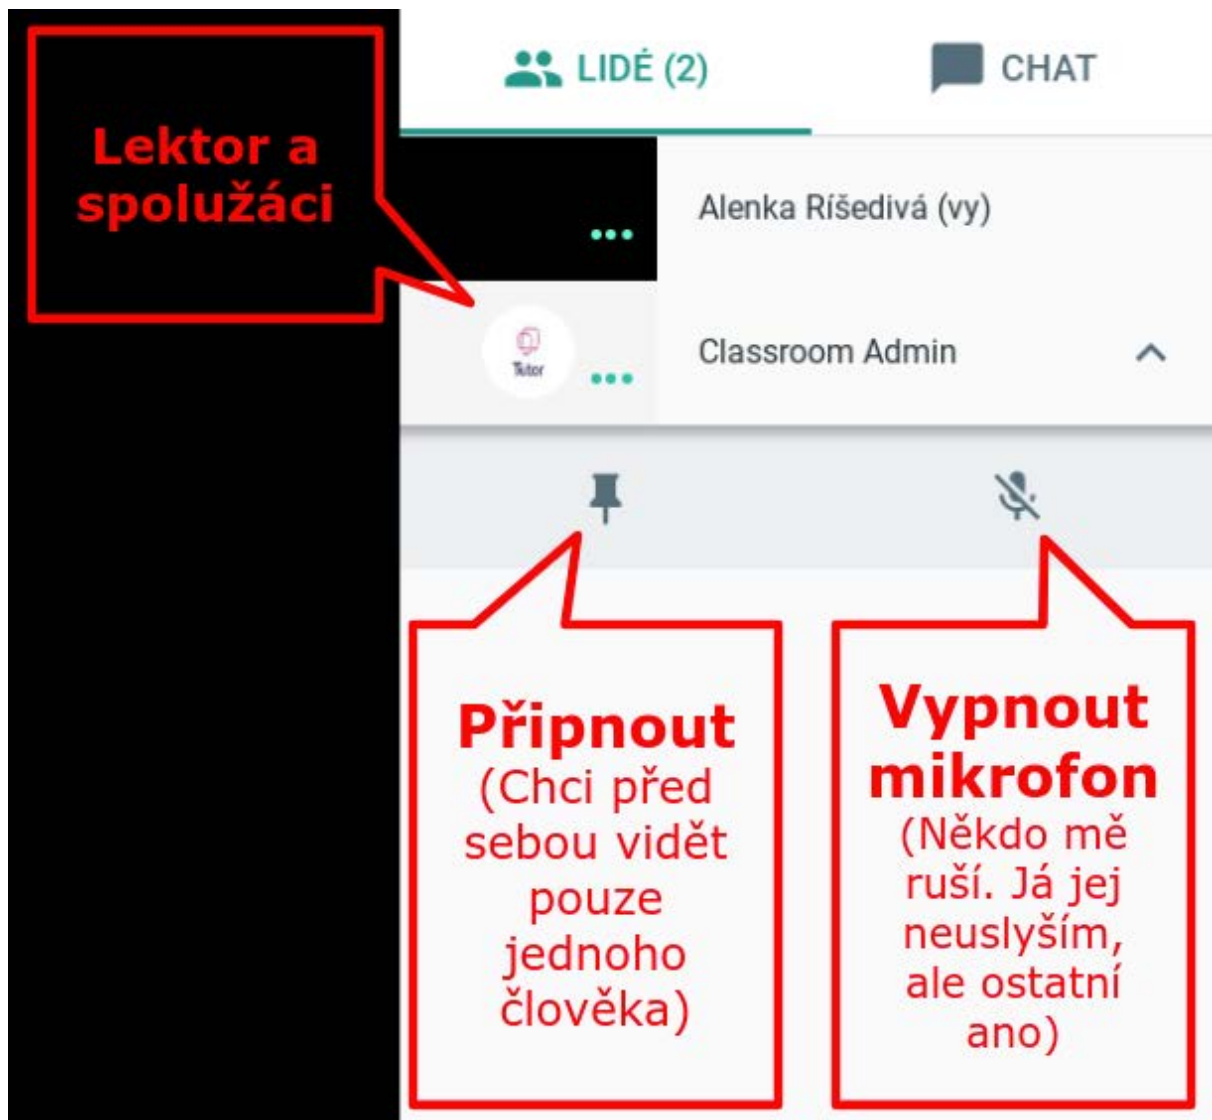 LIDÉ (2)
CHAT
Lektor a
spolužáci
Alenka Ríšedivá (vy)
Tutor
Classroom Admin
Připnout
(Chci před
sebou vidět
pouze
jednoho
člověka)
Vypnout
mikrofon
(Někdo mě
ruší. Já jej
neuslyším,
ale ostatní
ano)